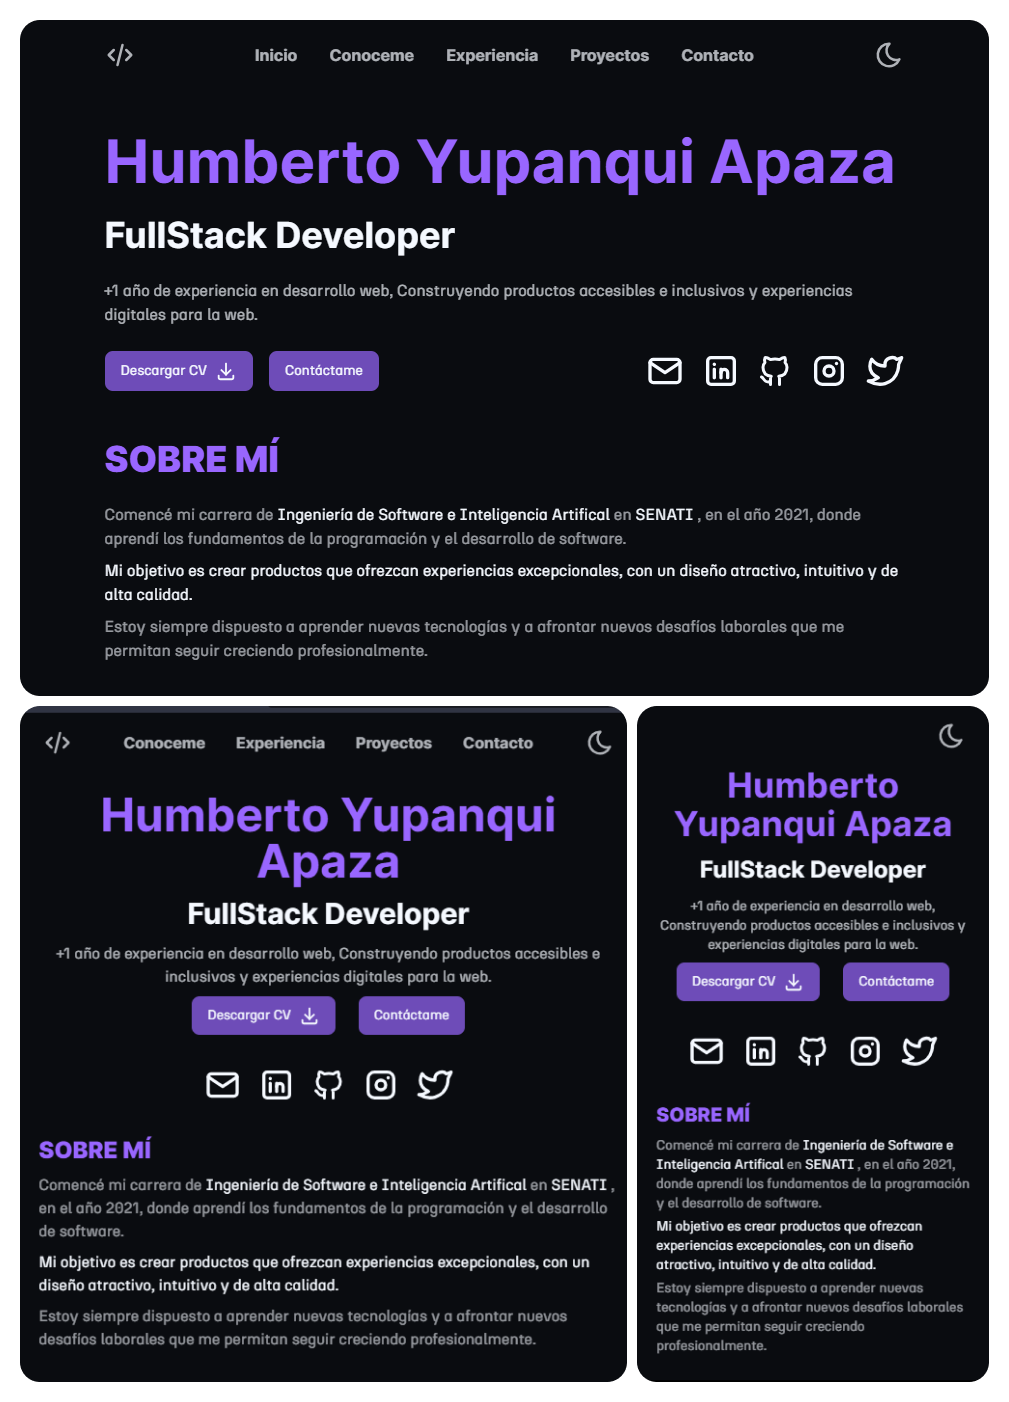 Inicio Conoceme Experiencia Proyectos Contacto
Humberto Yupanqui Apaza
FullStack Developer
+1 año de experiencia en desarrollo web, Construyendo productos accesibles e inclusivos y experiencias
digitales para la web.
Descargar CV Contáctame
SOBRE MÍ
Comencé mi carrera de Ingeniería de Software e Inteligencia Artifical en SENATI , en el año 2021, donde
aprendí los fundamentos de la programación y el desarrollo de software.
Mi objetivo es crear productos que ofrezcan experiencias excepcionales, con un diseño atractivo, intuitivo y de
alta calidad.
Estoy siempre dispuesto a aprender nuevas tecnologías y a afrontar nuevos desafíos laborales que me
permitan seguir creciendo profesionalmente.
Conoceme Experiencia Proyectos Contacto
Humberto Yupanqui
Apaza
FullStack Developer
+1 año de experiencia en desarrollo web, Construyendo productos accesibles e
inclusivos y experiencias digitales para la web.
Descargar CV Contáctame
SOBRE MÍ
Comencé mi carrera de Ingeniería de Software e Inteligencia Artifical en SENATI ,
en el año 2021, donde aprendí los fundamentos de la programación y el desarrollo
de software.
Mi objetivo es crear productos que ofrezcan experiencias excepcionales, con un
diseño atractivo, intuitivo y de alta calidad.
Estoy siempre dispuesto a aprender nuevas tecnologías y a afrontar nuevos
desafíos laborales que me permitan seguir creciendo profesionalmente.
Humberto
Yupanqui Apaza
FullStack Developer
+1 año de experiencia en desarrollo web,
Construyendo productos accesibles e inclusivos y
experiencias digitales para la web.
Descargar CV Contáctame
SOBRE MÍ
Comencé mi carrera de Ingeniería de Software e
Inteligencia Artifical en SENATI , en el año 2021,
donde aprendí los fundamentos de la programación
y el desarrollo de software.
Mi objetivo es crear productos que ofrezcan
experiencias excepcionales, con un diseño
atractivo, intuitivo y de alta calidad.
Estoy siempre dispuesto a aprender nuevas
tecnologías y a afrontar nuevos desafíos laborales
que me permitan seguir creciendo
profesionalmente.